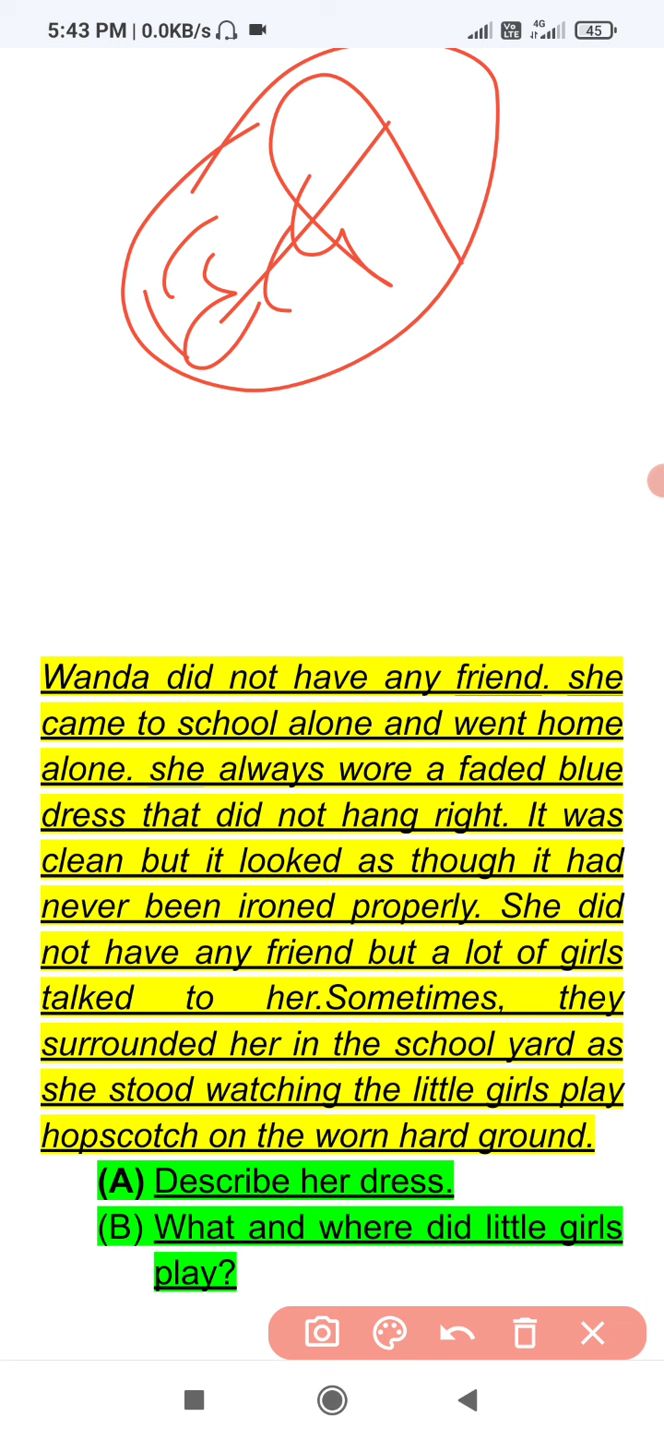 5:43 PM | 0.0KB/s
Vo LTE 4G 45
Wanda did not have any friend. she
came to school alone and went home
alone. she always wore a faded blue
dress that did not hang right. It was
clean but it looked as though it had
never been ironed properly. She did
not have any friend but a lot of girls
talked to her.Sometimes, they
surrounded her in the school yard as
she stood watching the little girls play
hopscotch on the worn hard ground.
(A) Describe her dress.
(B) What and where did little girls
play?